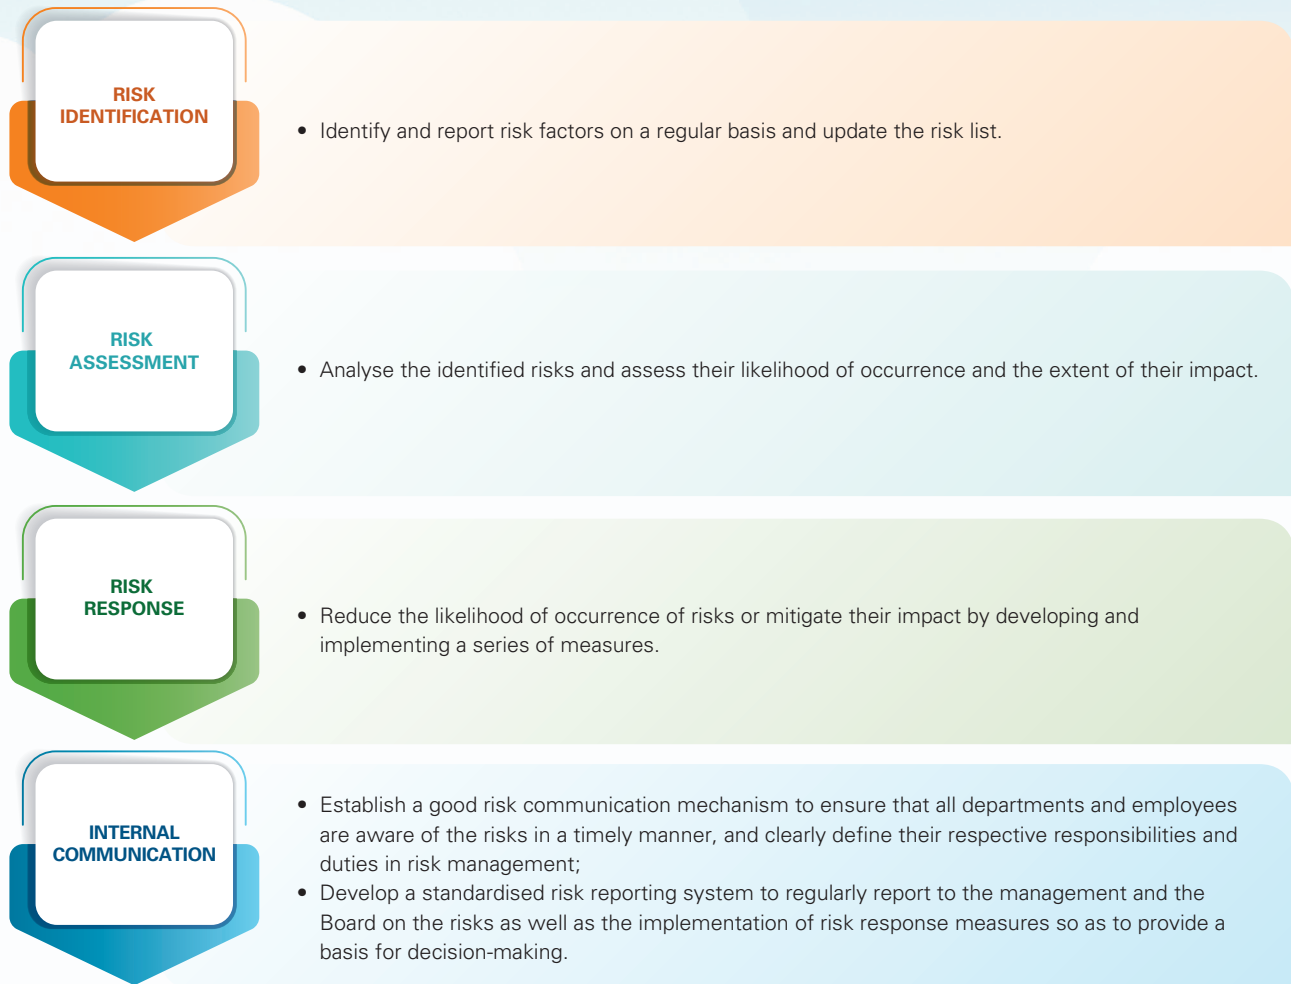 RISK
IDENTIFICATION
• Identify and report risk factors on a regular basis and update the risk list.
RISK
ASSESSMENT
• Analyse the identified risks and assess their likelihood of occurrence and the extent of their impact.
RISK
RESPONSE
• Reduce the likelihood of occurrence of risks or mitigate their impact by developing and
implementing a series of measures.
INTERNAL
COMMUNICATION
• Establish a good risk communication mechanism to ensure that all departments and employees
are aware of the risks in a timely manner, and clearly define their respective responsibilities and
duties in risk management;
• Develop a standardised risk reporting system to regularly report to the management and the
Board on the risks as well as the implementation of risk response measures so as to provide a
basis for decision-making.